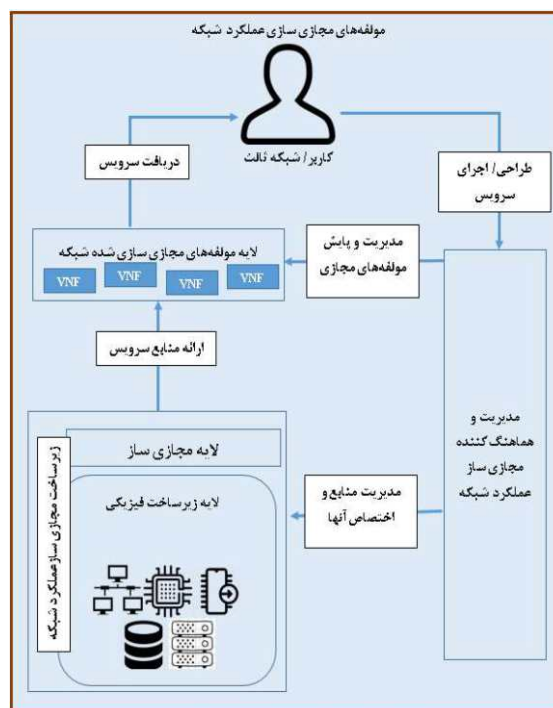 مولفه‌های مجازی سازی عملکرد شبکه
کاربر/ شبکه ثالث
دریافت سرویس
طراحی/ اجرای
سرویس
لایه مولفه‌های مجازی سازی شده شبکه
VNF
VNF
VNF
VNF
مدیریت و پایش
مولفه‌های مجازی
ارائه منابع سرویس
مدیریت و
هماهنگ کننده
مجازی ساز
عملکرد شبکه
لایه مجازی ساز
لایه زیرساخت فیزیکی
زیرساخت مجازی ساز عملکرد شبکه
مدیریت منابع و
اختصاص آنها